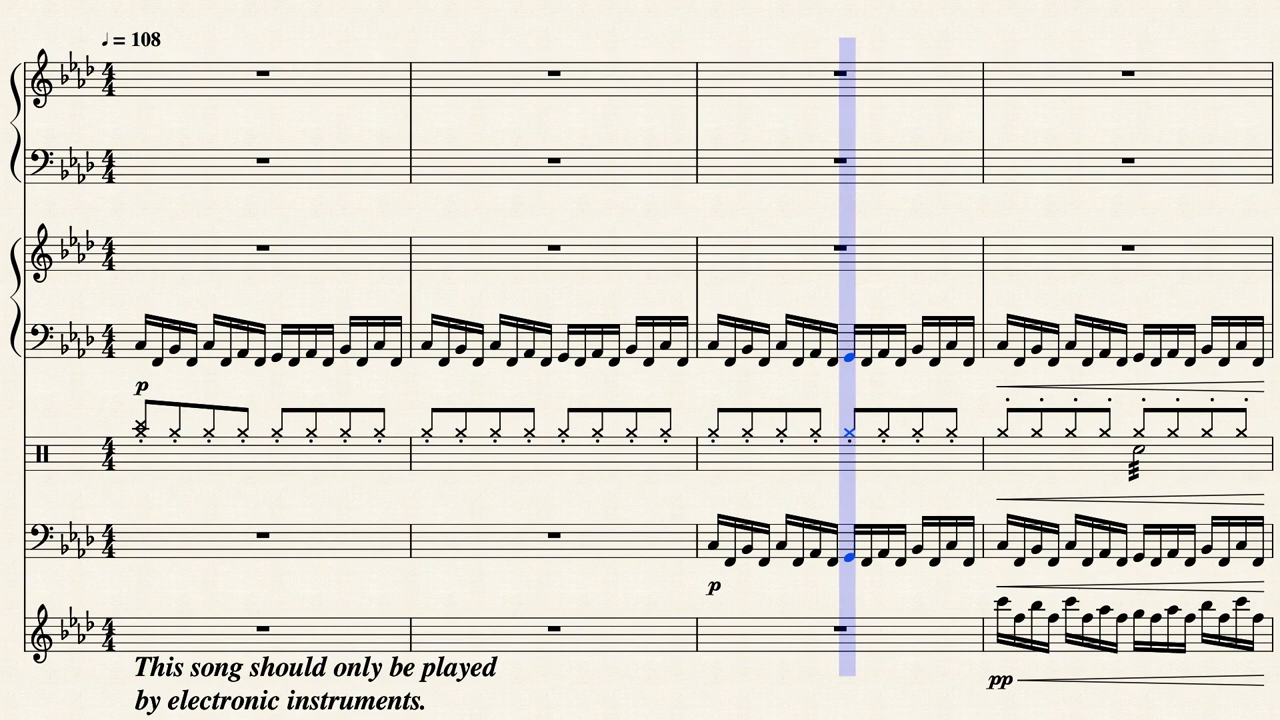 ♩ = 108
p
p
pp
This song should only be played
by electronic instruments.